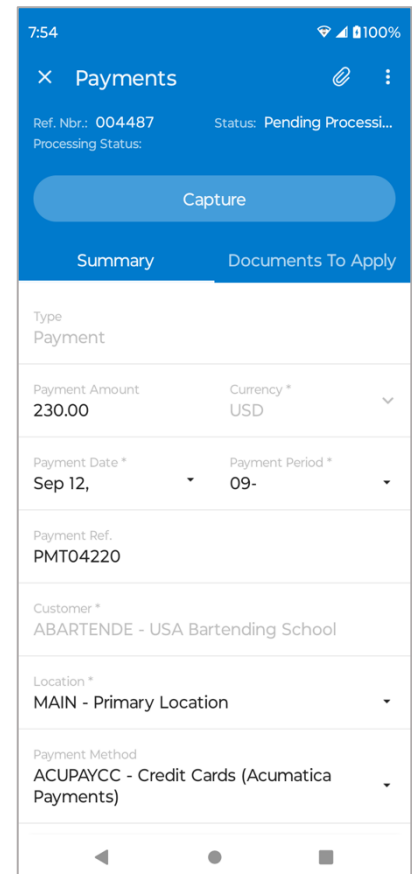 7:54 100%
Payments
Ref. Nbr.: 004487 Status: Pending Processi...
Processing Status:
Capture
Summary Documents To Apply
Type
Payment
Payment Amount Currency *
230.00 USD
Payment Date * Payment Period *
Sep 12, 09-
Payment Ref.
PMT04220
Customer *
ABARTENDE - USA Bartending School
Location *
MAIN - Primary Location
Payment Method
ACUPAYCC - Credit Cards (Acumatica
Payments)